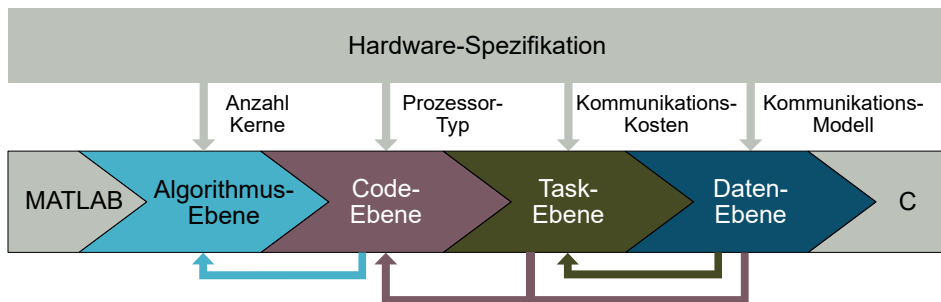 Hardware-Spezifikation
Anzahl
Kerne
Prozessor-
Typ
Kommunikations-
Kosten
Kommunikations-
Modell
MATLAB
Algorithmus-
Ebene
Code-
Ebene
Task-
Ebene
Daten-
Ebene
C